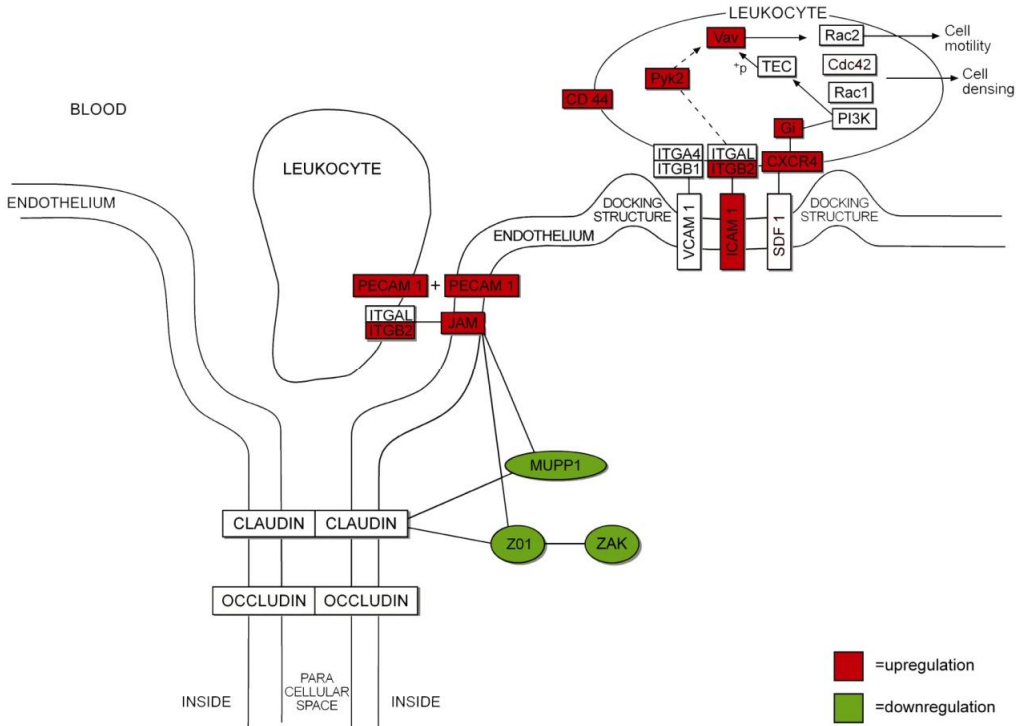 LEUKOCYTE
Vav
Rac2
Cell
motility
+p
TEC
Cdc42
Pyk2
Cell
densing
CD 44
Rac1
PI3K
GI
BLOOD
ITGA4
ITGAL
LEUKOCYTE
ITGB1
ITGB2
CXCR4
ENDOTHELIUM
DOCKING
STRUCTURE
VCAM 1
ICAM 1
SDF 1
DOCKING
STRUCTURE
ENDOTHELIUM
PECAM 1 + PECAM 1
ITGAL
ITGB2
JAM
MUPP1
CLAUDIN CLAUDIN
Z01
ZAK
OCCLUDIN OCCLUDIN
INSIDE
PARA
CELLULAR
SPACE
INSIDE
=upregulation
=downregulation